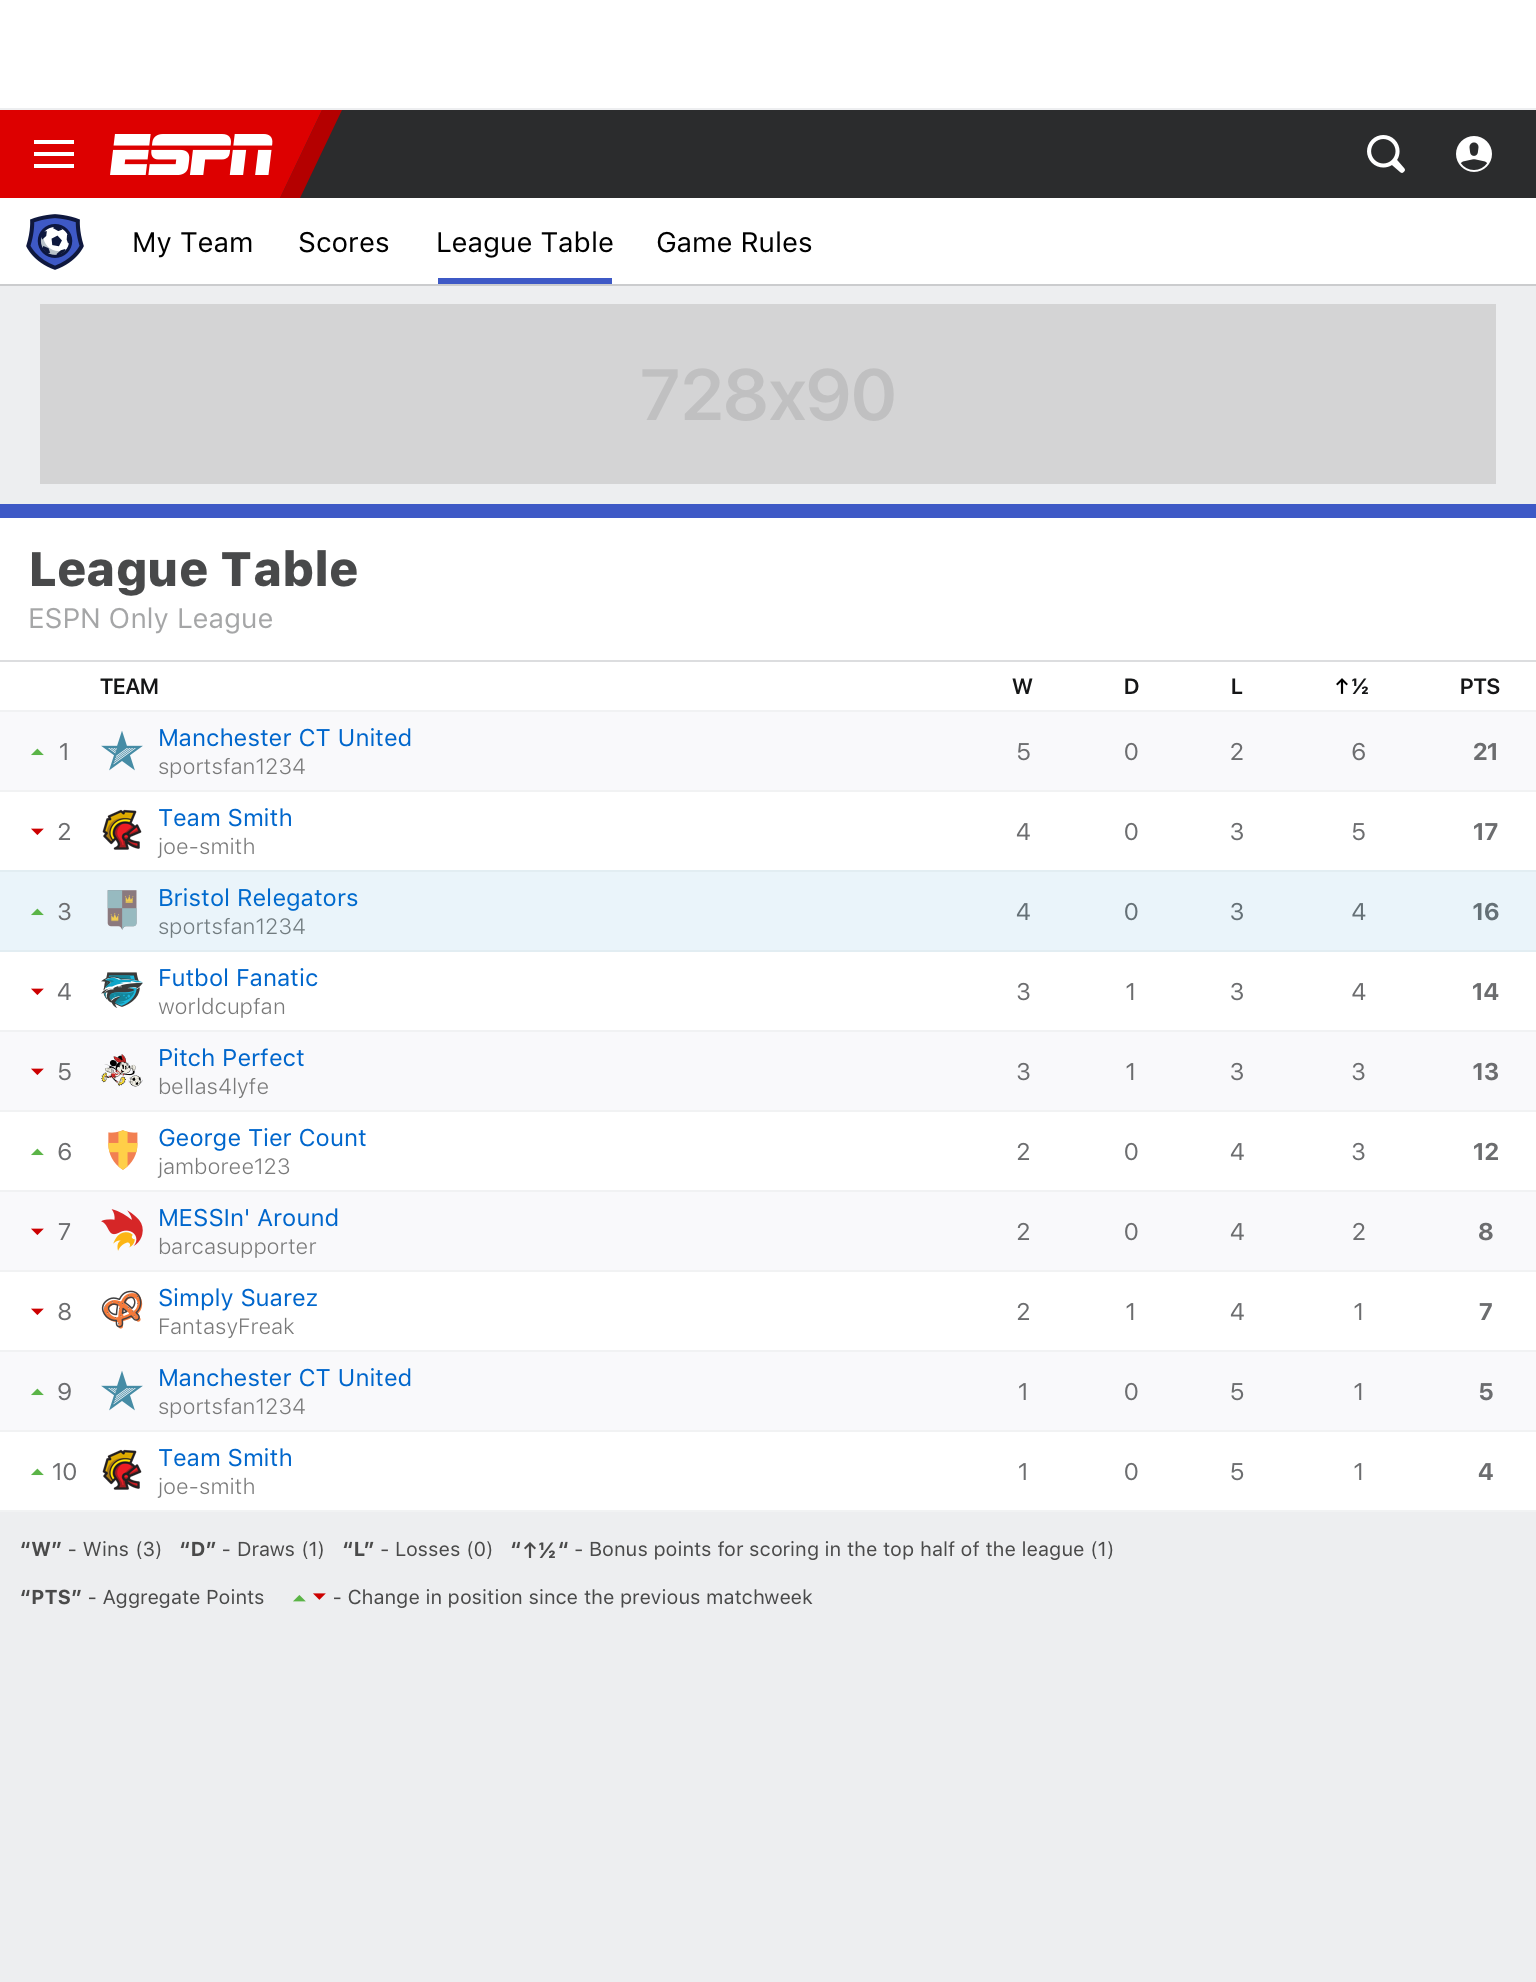 ESPN
My Team Scores League Table Game Rules
728x90
League Table
ESPN Only League
TEAM W D L ↑½ PTS
1 Manchester CT United 5 0 2 6 21
sportsfan1234
2 Team Smith 4 0 3 5 17
joe-smith
3 Bristol Relegators 4 0 3 4 16
sportsfan1234
4 Futbol Fanatic 3 1 3 4 14
worldcupfan
5 Pitch Perfect 3 1 3 3 13
bellas4lyfe
6 George Tier Count 2 0 4 3 12
jamboree123
7 MESSIn' Around 2 0 4 2 8
barcasupporter
8 Simply Suarez 2 1 4 1 7
FantasyFreak
9 Manchester CT United 1 0 5 1 5
sportsfan1234
10 Team Smith 1 0 5 1 4
joe-smith
“W” - Wins (3) “D” - Draws (1) “L” - Losses (0) “↑½“ - Bonus points for scoring in the top half of the league (1)
“PTS” - Aggregate Points - Change in position since the previous matchweek